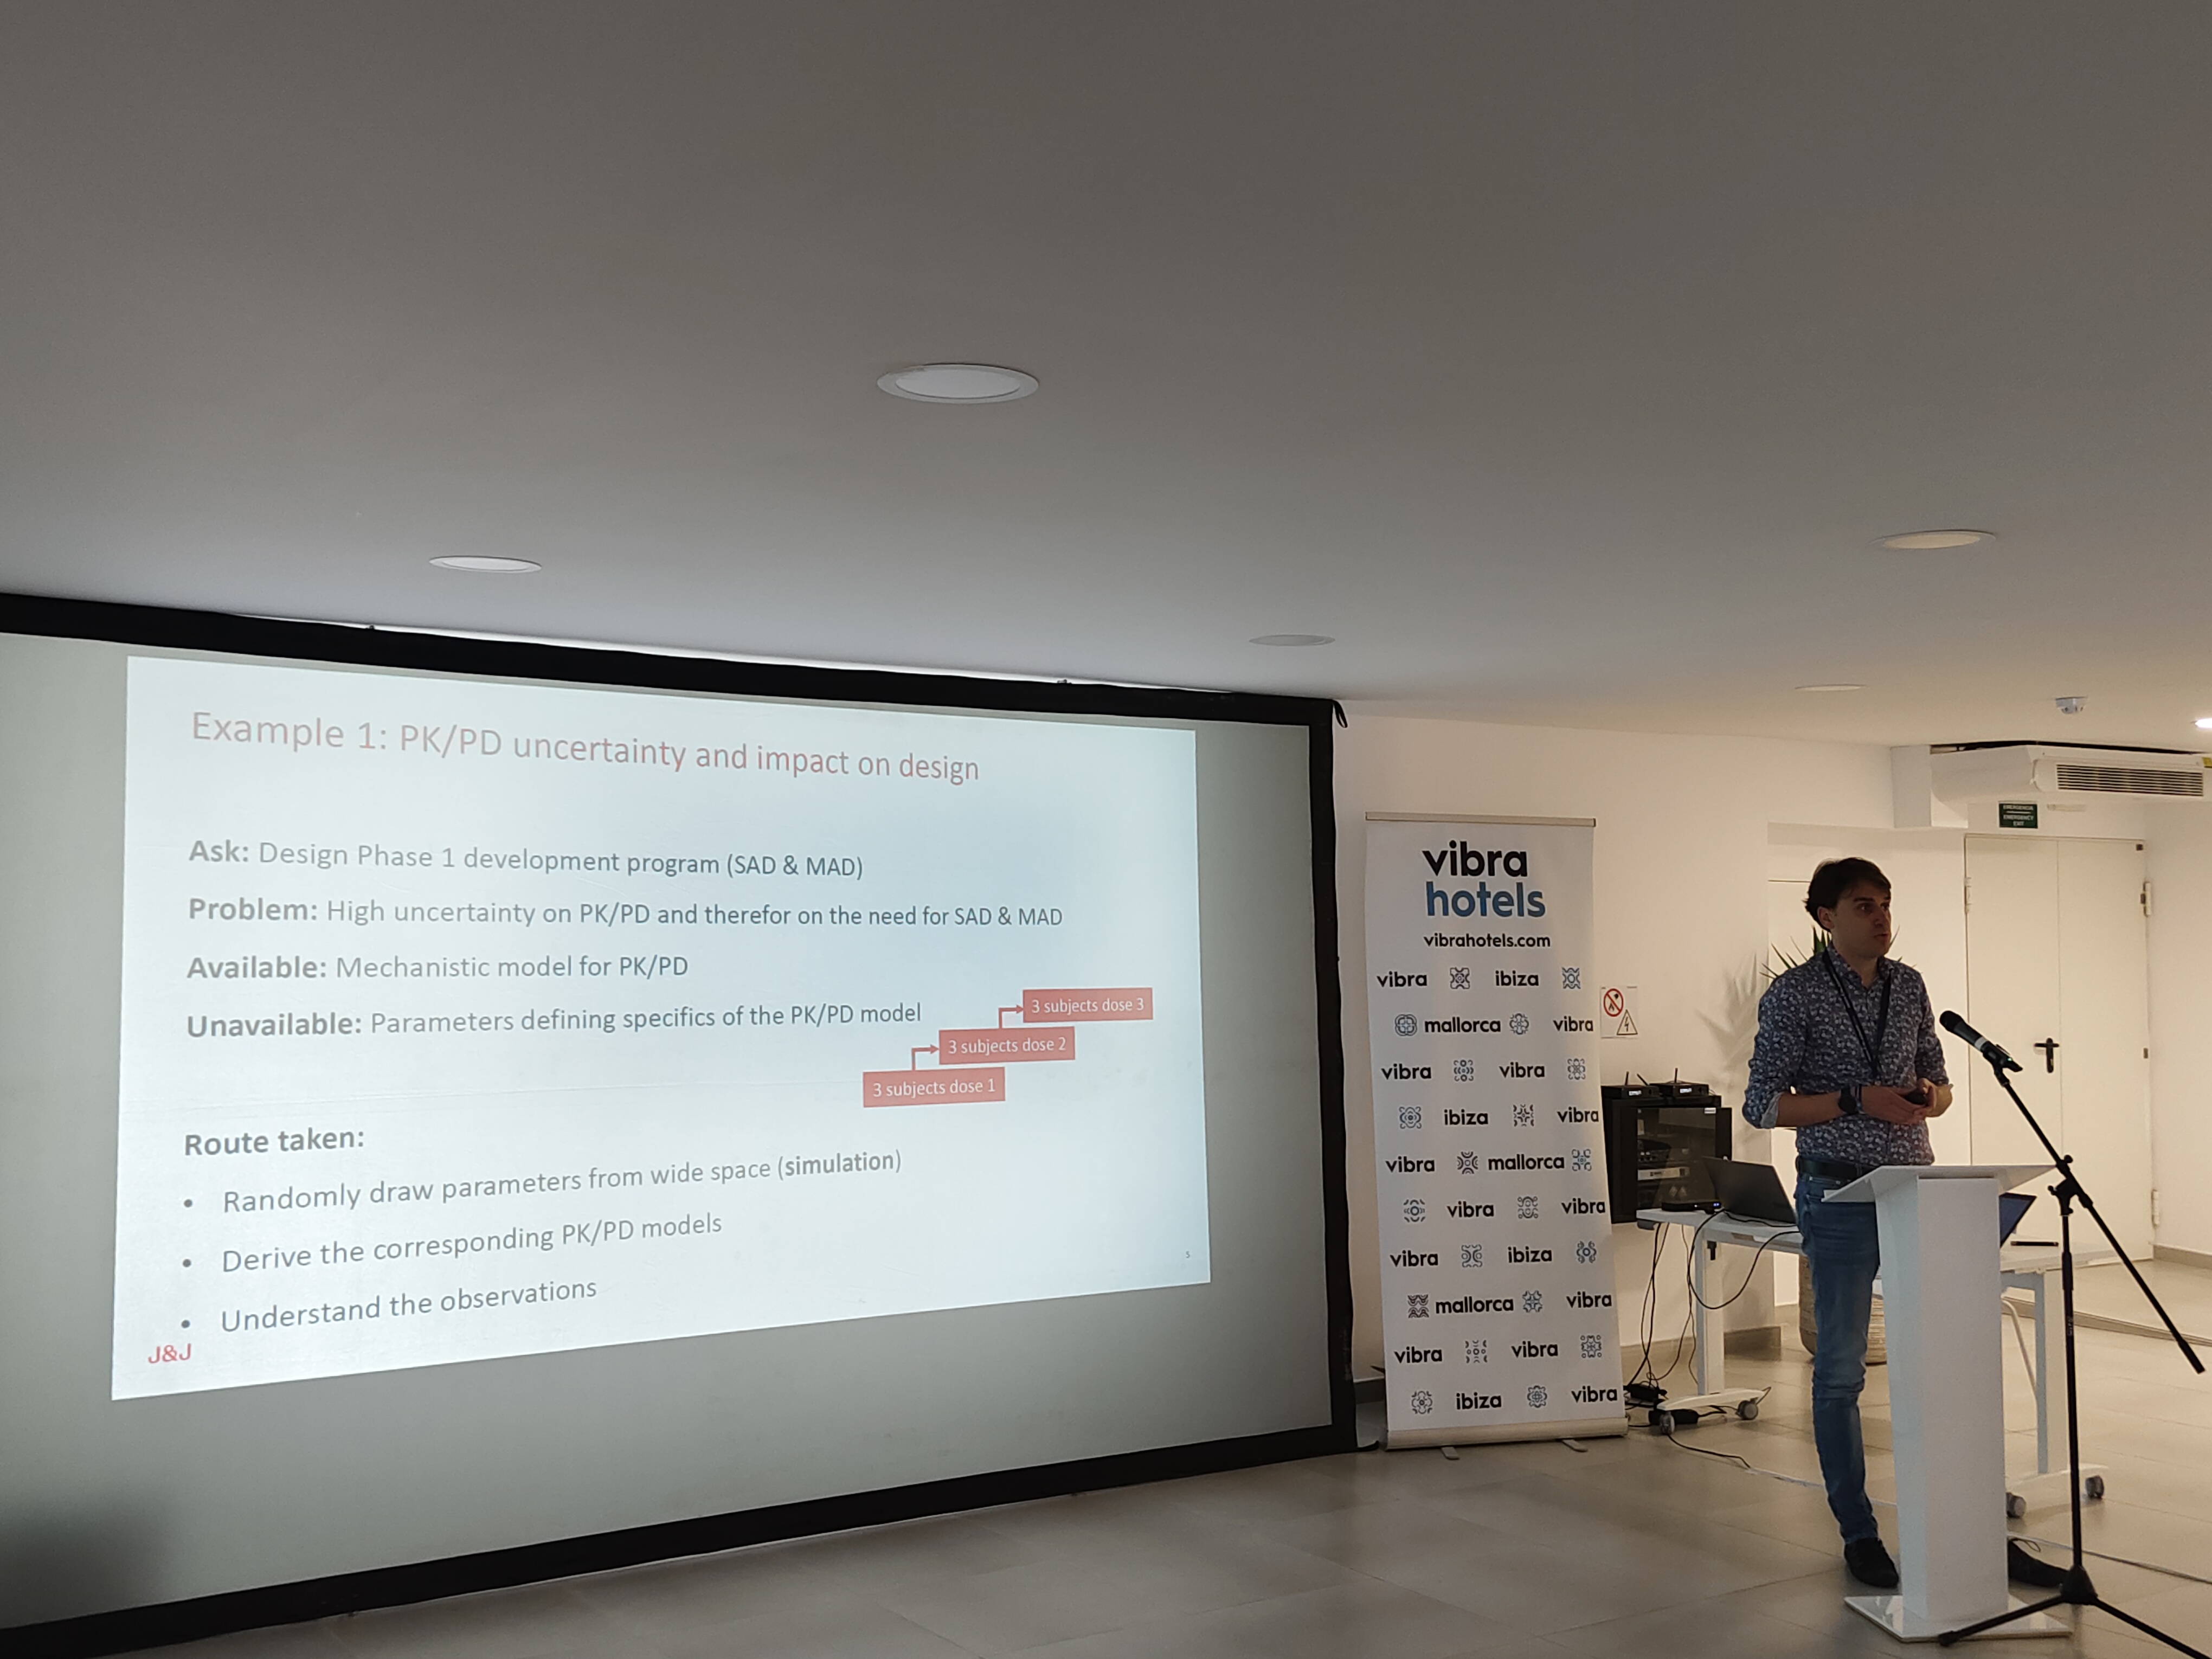 Example 1: PK/PD uncertainty and impact on design
Ask: Design Phase 1 development program (SAD & MAD)
Problem: High uncertainty on PK/PD and therefor on the need for SAD & MAD
Available: Mechanistic model for PK/PD
Unavailable: Parameters defining specifics of the PK/PD model
3 subjects dose 3
3 subjects dose 2
3 subjects dose 1
Route taken:
• Randomly draw parameters from wide space (simulation)
• Derive the corresponding PK/PD models
• Understand the observations
J&J
5
vibra
hotels
vibrahotels.com
vibra ibiza
mallorca vibra
vibra vibra
ibiza vibra
vibra mallorca
vibra vibra
vibra ibiza
mallorca vibra
vibra vibra
ibiza vibra
EMERGENCY
EXIT